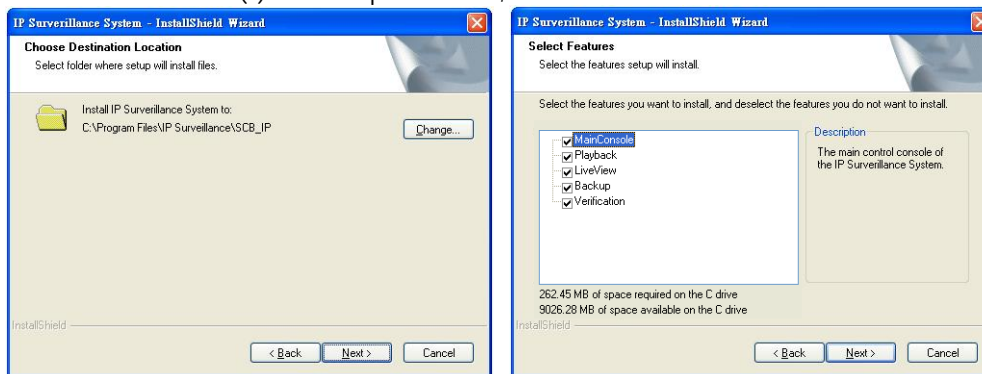 IP Surverillance System - InstallShield Wizard
Choose Destination Location
Select folder where setup will install files.
Install IP Surverillance System to:
C:\Program Files\IP Surveillance\SCB_IP
Change...
InstallShield
< Back
Next >
Cancel
IP Surverillance System - InstallShield Wizard
Select Features
Select the features setup will install.
Select the features you want to install, and deselect the features you do not want to install.
MainConsole
Playback
LiveView
Backup
Verification
Description
The main control console of
the IP Surverillance System.
262.45 MB of space required on the C drive
9026.28 MB of space available on the C drive
InstallShield
< Back
Next >
Cancel